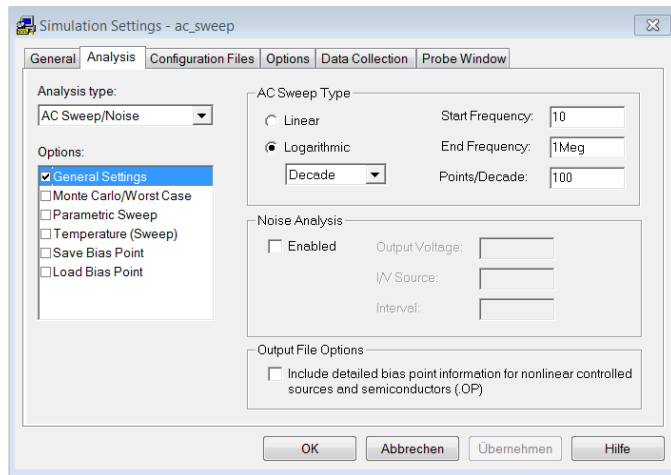 Simulation Settings - ac_sweep
General Analysis Configuration Files Options Data Collection Probe Window
Analysis type:
AC Sweep/Noise
Options:
General Settings
Monte Carlo/Worst Case
Parametric Sweep
Temperature (Sweep)
Save Bias Point
Load Bias Point
AC Sweep Type
Linear
Logarithmic
Decade
Start Frequency: 10
End Frequency: 1Meg
Points/Decade: 100
Noise Analysis
Enabled
Output Voltage:
I/V Source:
Interval:
Output File Options
Include detailed bias point information for nonlinear controlled
sources and semiconductors (.OP)
OK Abbrechen Übernehmen Hilfe